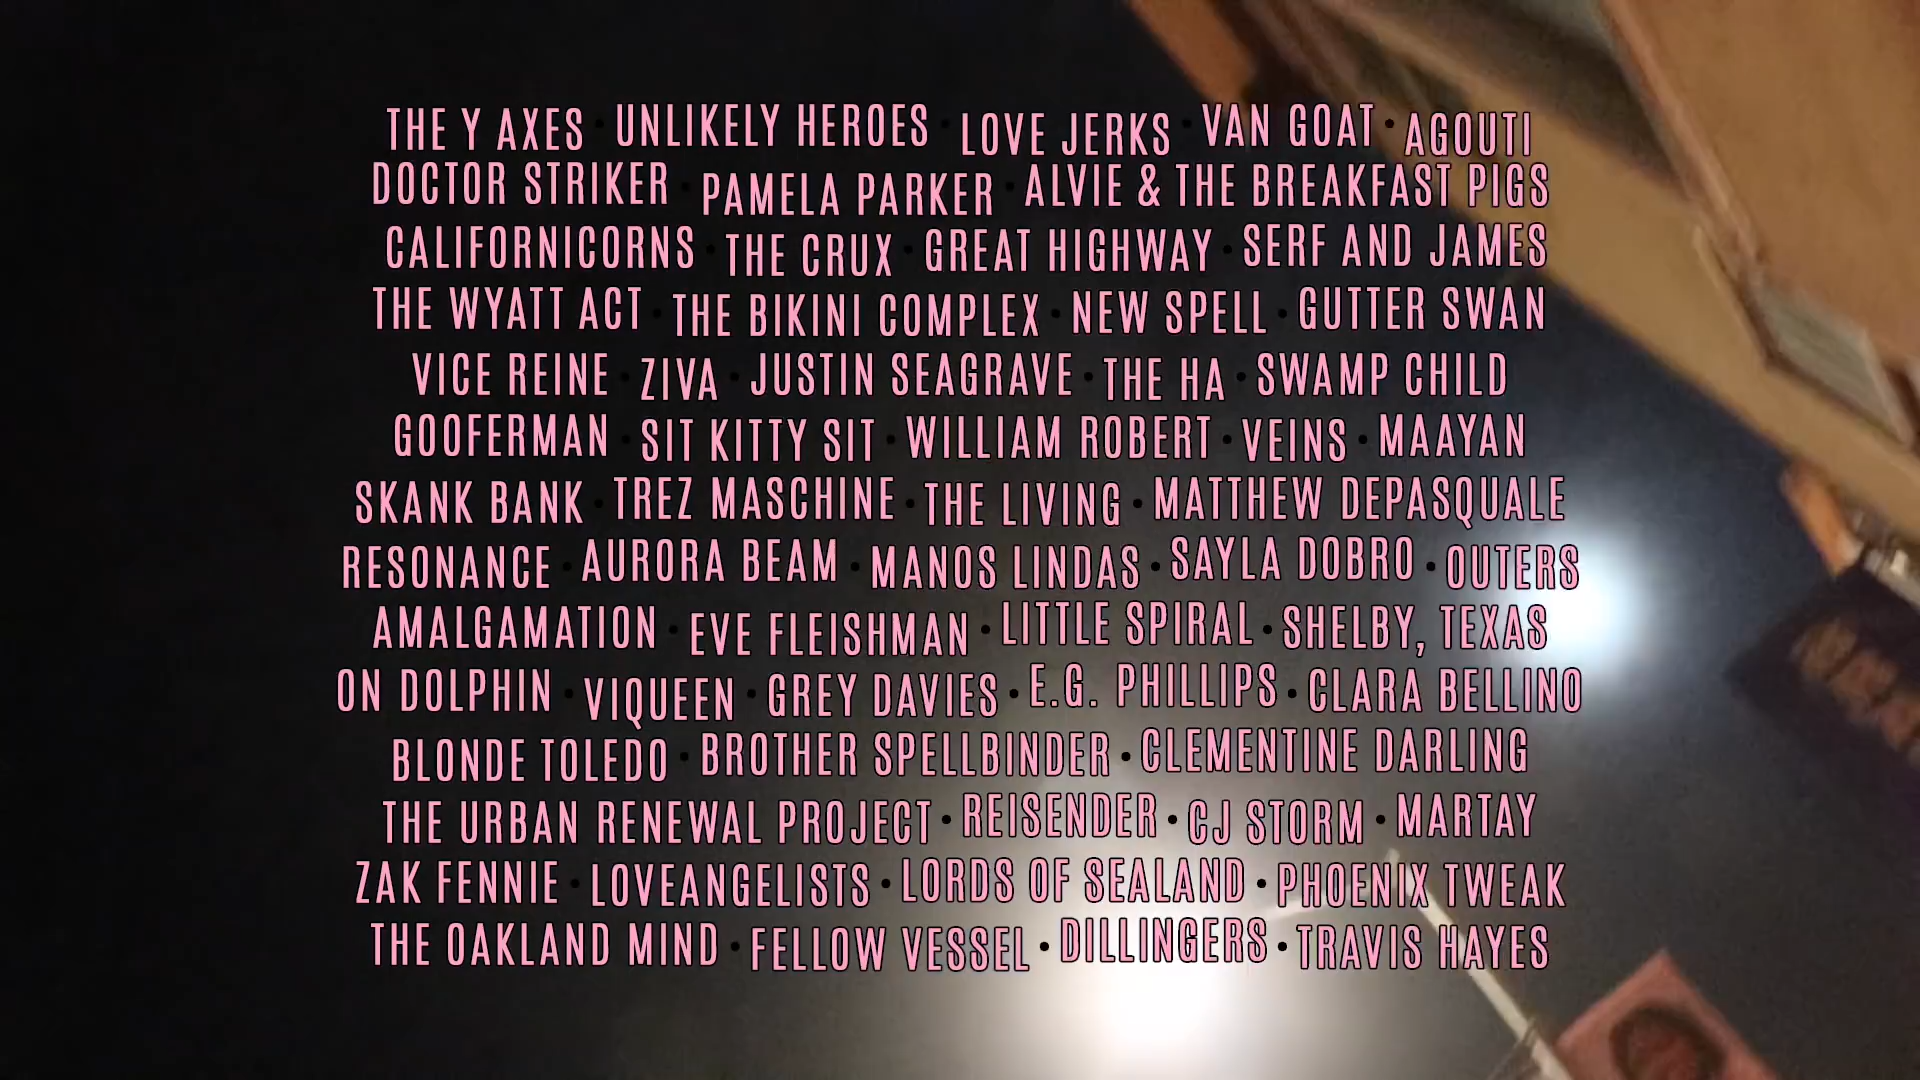 THE Y AXES · UNLIKELY HEROES · LOVE JERKS · VAN GOAT · AGOUTI
DOCTOR STRIKER · PAMELA PARKER · ALVIE & THE BREAKFAST PIGS
CALIFORNICORNS · THE CRUX · GREAT HIGHWAY · SERF AND JAMES
THE WYATT ACT · THE BIKINI COMPLEX · NEW SPELL · GUTTER SWAN
VICE REINE · ZIVA · JUSTIN SEAGRAVE · THE HA · SWAMP CHILD
GOOFERMAN · SIT KITTY SIT · WILLIAM ROBERT · VEINS · MAAYAN
SKANK BANK · TREZ MASCHINE · THE LIVING · MATTHEW DEPASQUALE
RESONANCE · AURORA BEAM · MANOS LINDAS · SAYLA DOBRO · OUTERS
AMALGAMATION · EVE FLEISHMAN · LITTLE SPIRAL · SHELBY, TEXAS
ON DOLPHIN · VIQUEEN · GREY DAVIES · E.G. PHILLIPS · CLARA BELLINO
BLONDE TOLEDO · BROTHER SPELLBINDER · CLEMENTINE DARLING
THE URBAN RENEWAL PROJECT · REISENDER · CJ STORM · MARTAY
ZAK FENNIE · LOVEANGELISTS · LORDS OF SEALAND · PHOENIX TWEAK
THE OAKLAND MIND · FELLOW VESSEL · DILLINGERS · TRAVIS HAYES